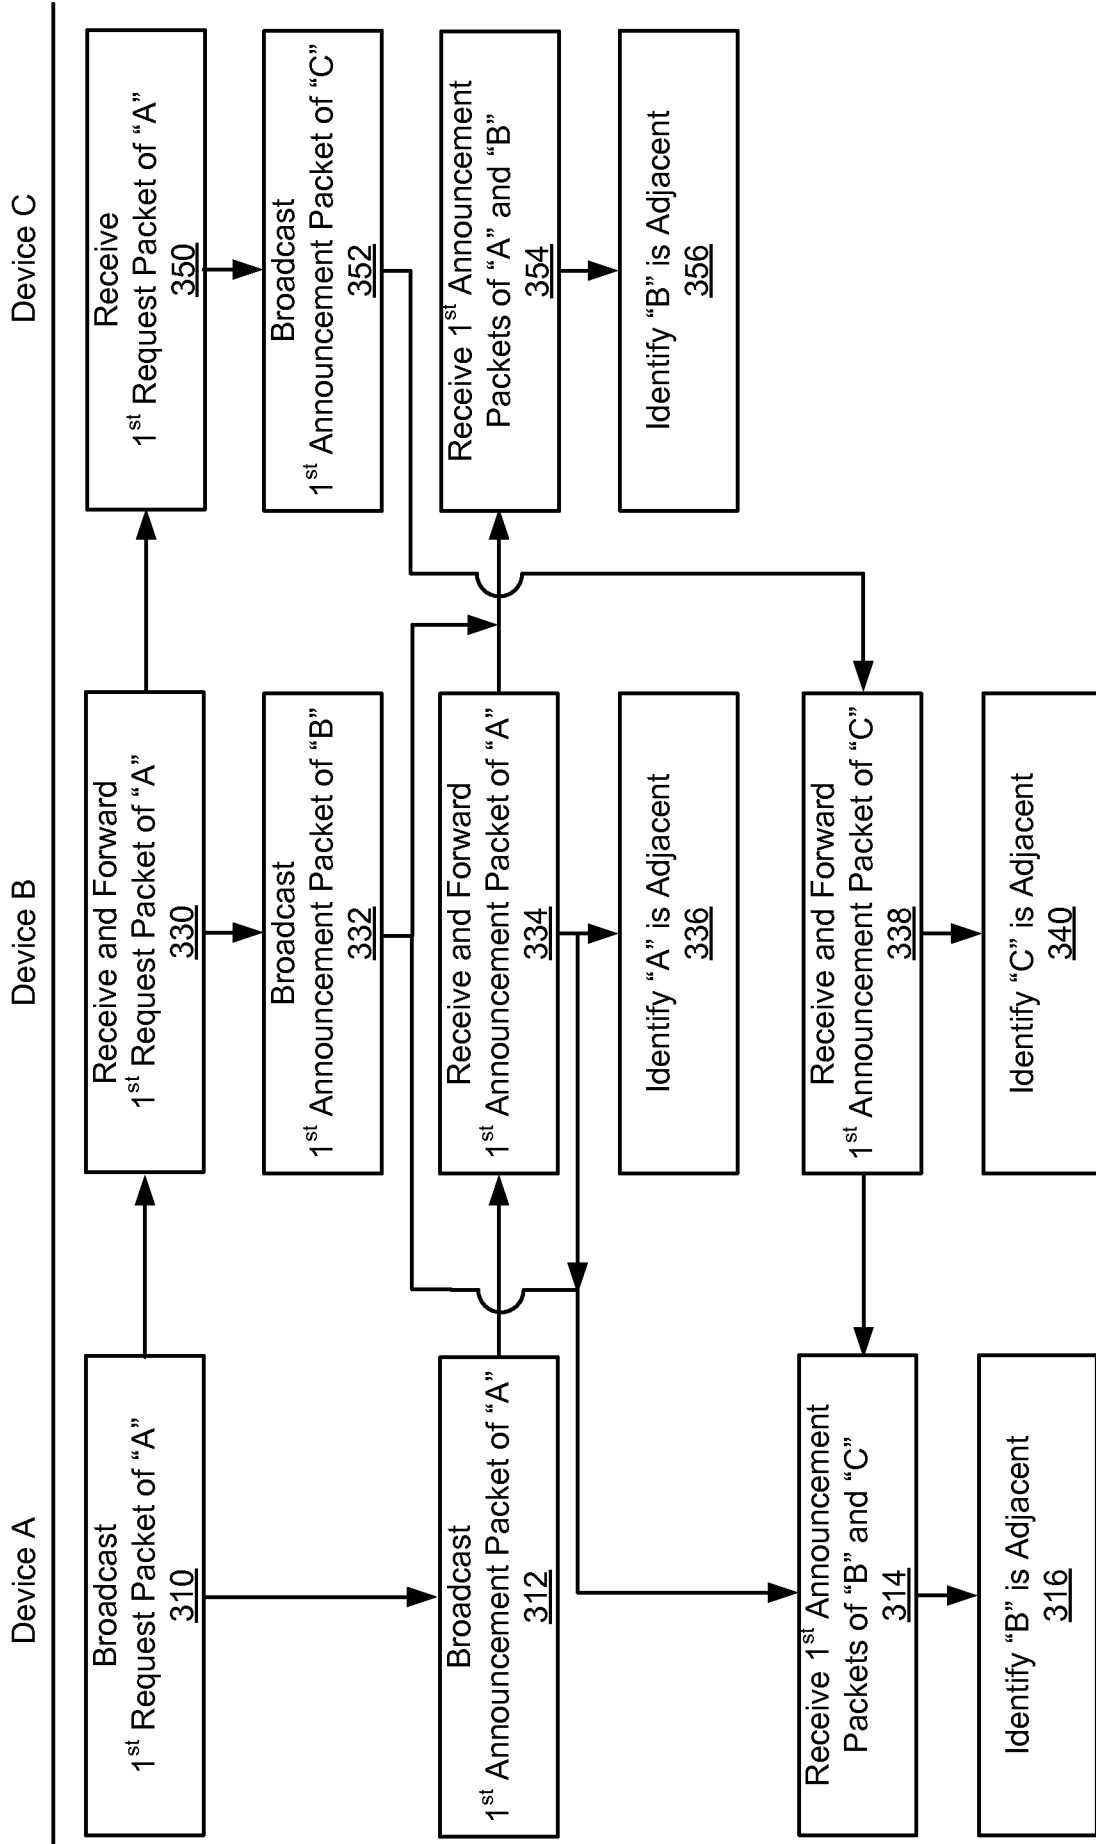 Device A
Device B
Device C
Broadcast
1st Request Packet of “A”
310
Receive and Forward
1st Request Packet of “A”
330
Receive
1st Request Packet of “A”
350
Broadcast
1st Announcement Packet of “B”
332
Broadcast
1st Announcement Packet of “C”
352
Broadcast
1st Announcement Packet of “A”
312
Receive and Forward
1st Announcement Packet of “A”
334
Receive 1st Announcement
Packets of “A” and “B”
354
Identify “A” is Adjacent
336
Identify “B” is Adjacent
356
Receive 1st Announcement
Packets of “B” and “C”
314
Receive and Forward
1st Announcement Packet of “C”
338
Identify “B” is Adjacent
316
Identify “C” is Adjacent
340